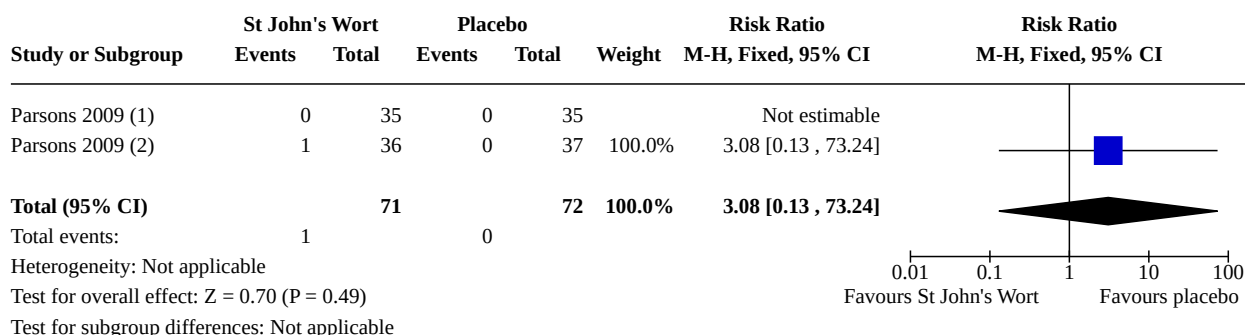 St John's Wort Placebo Risk Ratio Risk Ratio
Study or Subgroup Events Total Events Total Weight M-H, Fixed, 95% CI M-H, Fixed, 95% CI
Parsons 2009 (1) 0 35 0 35 Not estimable
Parsons 2009 (2) 1 36 0 37 100.0% 3.08 [0.13 , 73.24]
Total (95% CI) 71 72 100.0% 3.08 [0.13 , 73.24]
Total events: 1 0
Heterogeneity: Not applicable
0.01 0.1 1 10 100
Test for overall effect: Z = 0.70 (P = 0.49) Favours St John's Wort Favours placebo
Test for subgroup differences: Not applicable